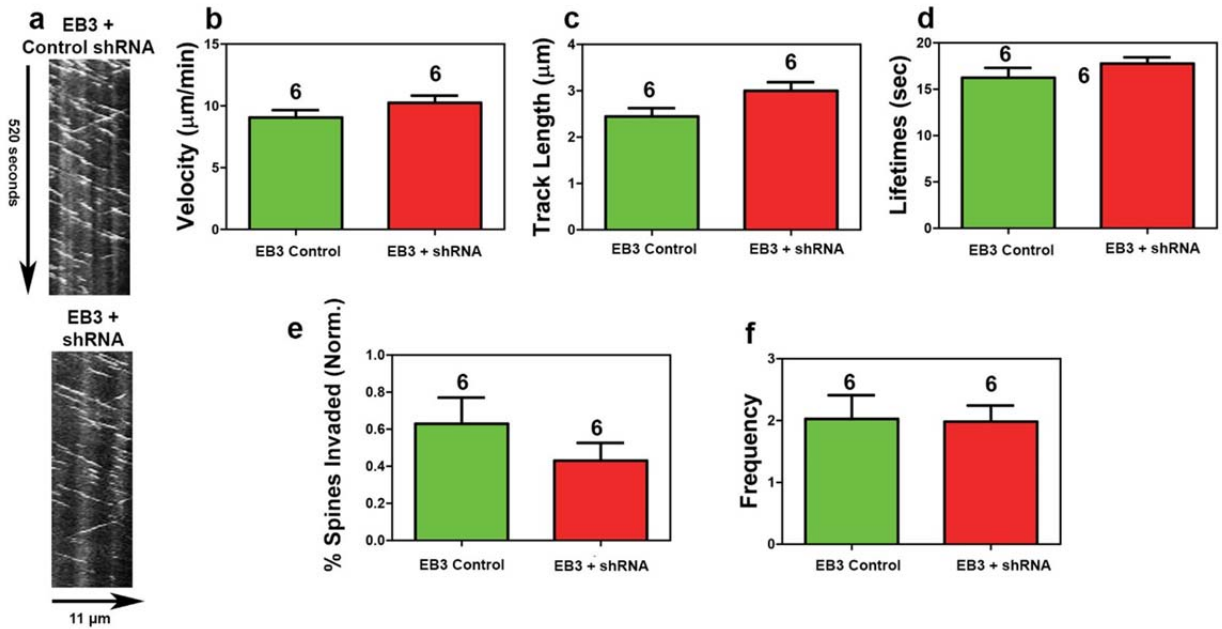 a
EB3 +
Control shRNA
520 seconds
EB3 +
shRNA
11 µm
b
Velocity (µm/min)
15
10
5
0
6
6
EB3 Control
EB3 + shRNA
c
Track Length (µm)
4
3
2
1
0
6
6
EB3 Control
EB3 + shRNA
d
Lifetimes (sec)
20
15
10
5
0
6
6
EB3 Control
EB3 + shRNA
e
% Spines Invaded (Norm.)
1.0
0.8
0.6
0.4
0.2
0.0
6
6
EB3 Control
EB3 + shRNA
f
Frequency
3
2
1
0
6
6
EB3 Control
EB3 + shRNA